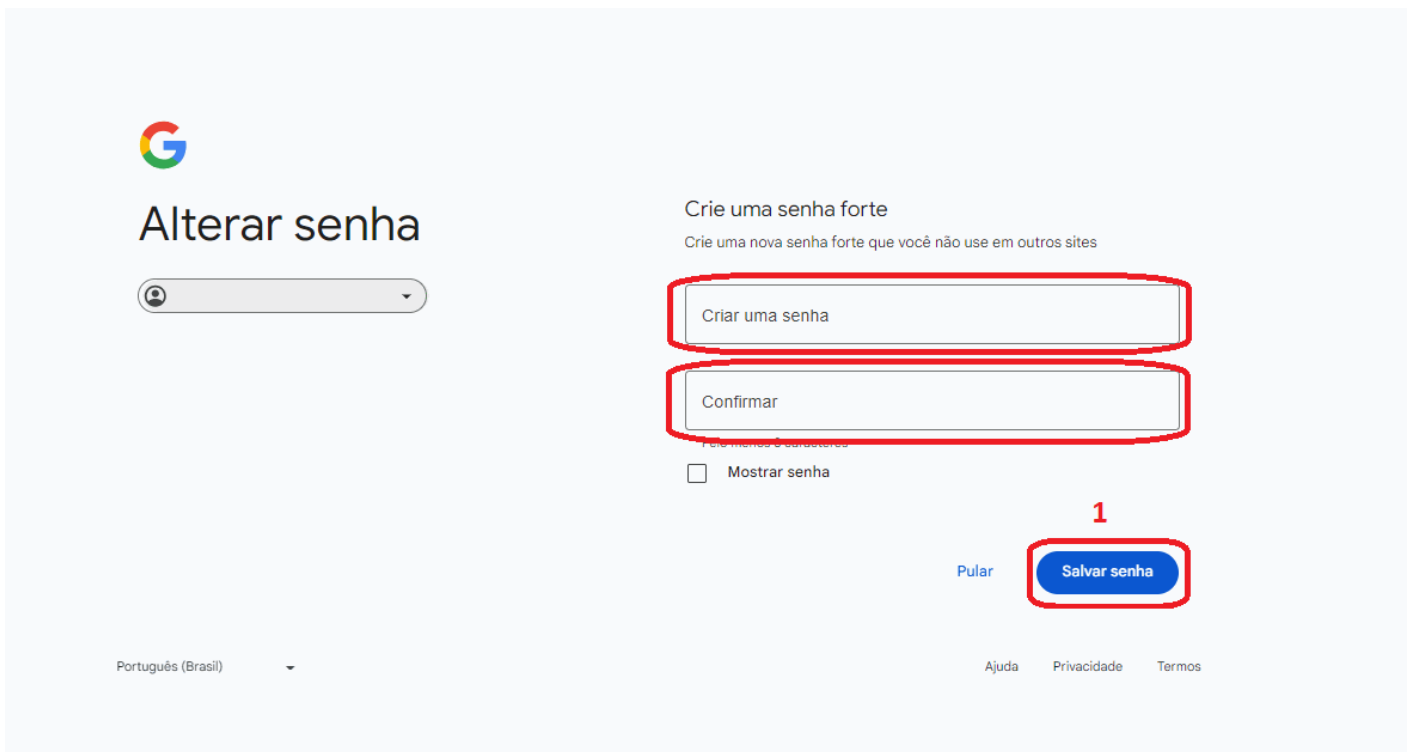 Alterar senha
Crie uma senha forte
Crie uma nova senha forte que você não use em outros sites
Criar uma senha
Confirmar
Mostrar senha
1
Pular
Salvar senha
Português (Brasil)
Ajuda Privacidade Termos